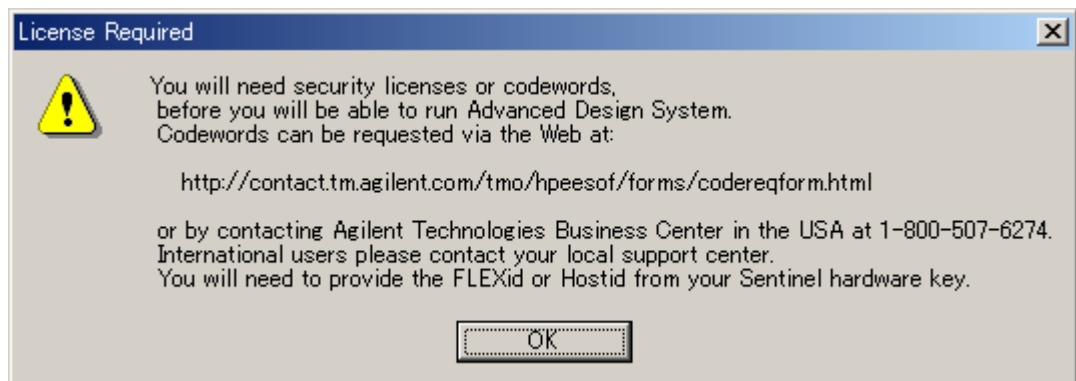 License Required
You will need security licenses or codewords,
before you will be able to run Advanced Design System.
Codewords can be requested via the Web at:
http://contact.tm.agilent.com/tmo/hpeesof/forms/codereqform.html
or by contacting Agilent Technologies Business Center in the USA at 1-800-507-6274.
International users please contact your local support center.
You will need to provide the FLEXid or Hostid from your Sentinel hardware key.
OK